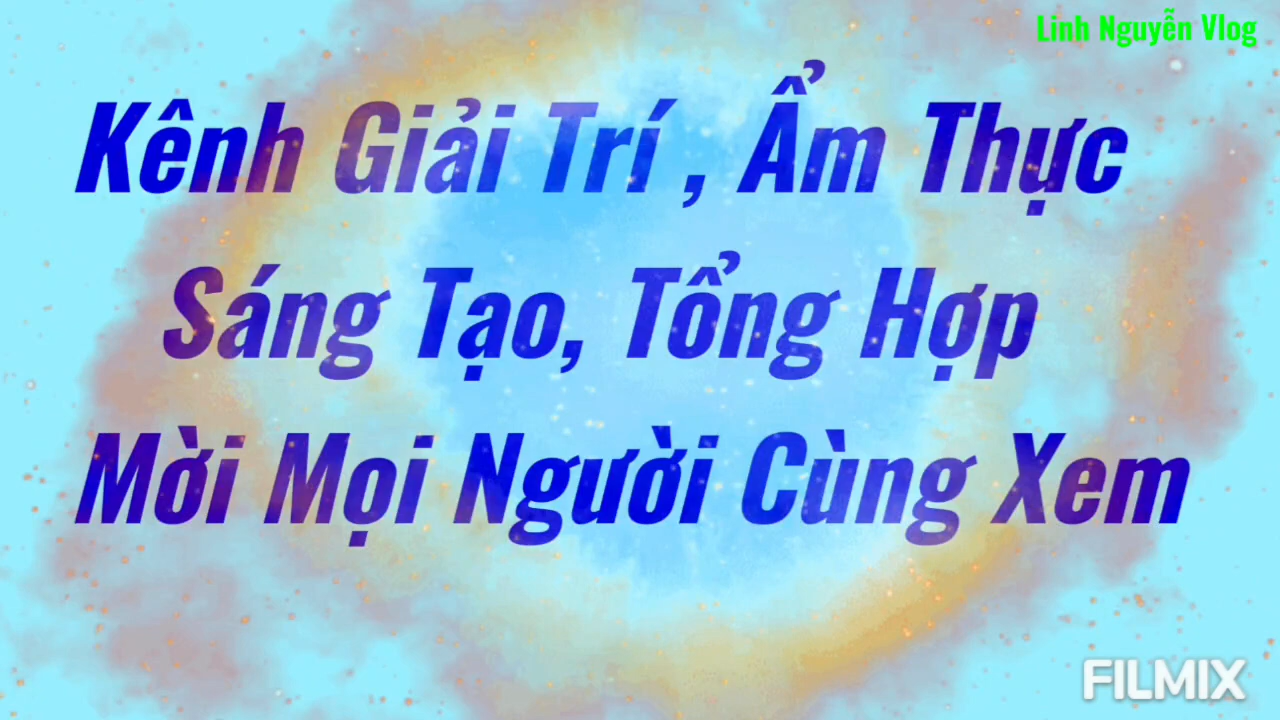 Linh Nguyễn Vlog
Kênh Giải Trí , Ẩm Thực
Sáng Tạo, Tổng Hợp
Mời Mọi Người Cùng Xem
FILMIX